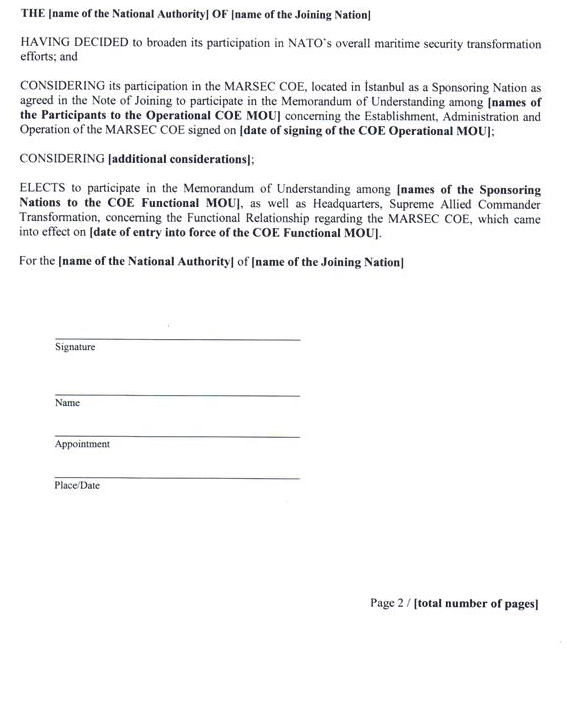 THE [name of the National Authority] OF [name of the Joining Nation]
HAVING DECIDED to broaden its participation in NATO's overall maritime security transformation
efforts; and
CONSIDERING its participation in the MARSEC COE, located in İstanbul as a Sponsoring Nation as
agreed in the Note of Joining to participate in the Memorandum of Understanding among [names of
the Participants to the Operational COE MOU] concerning the Establishment, Administration and
Operation of the MARSEC COE signed on [date of signing of the COE Operational MOU];
CONSIDERING [additional considerations];
ELECTS to participate in the Memorandum of Understanding among [names of the Sponsoring
Nations to the COE Functional MOU], as well as Headquarters, Supreme Allied Commander
Transformation, concerning the Functional Relationship regarding the MARSEC COE, which came
into effect on [date of entry into force of the COE Functional MOU].
For the [name of the National Authority] of [name of the Joining Nation]
Signature
Name
Appointment
Place/Date
Page 2 / [total number of pages]